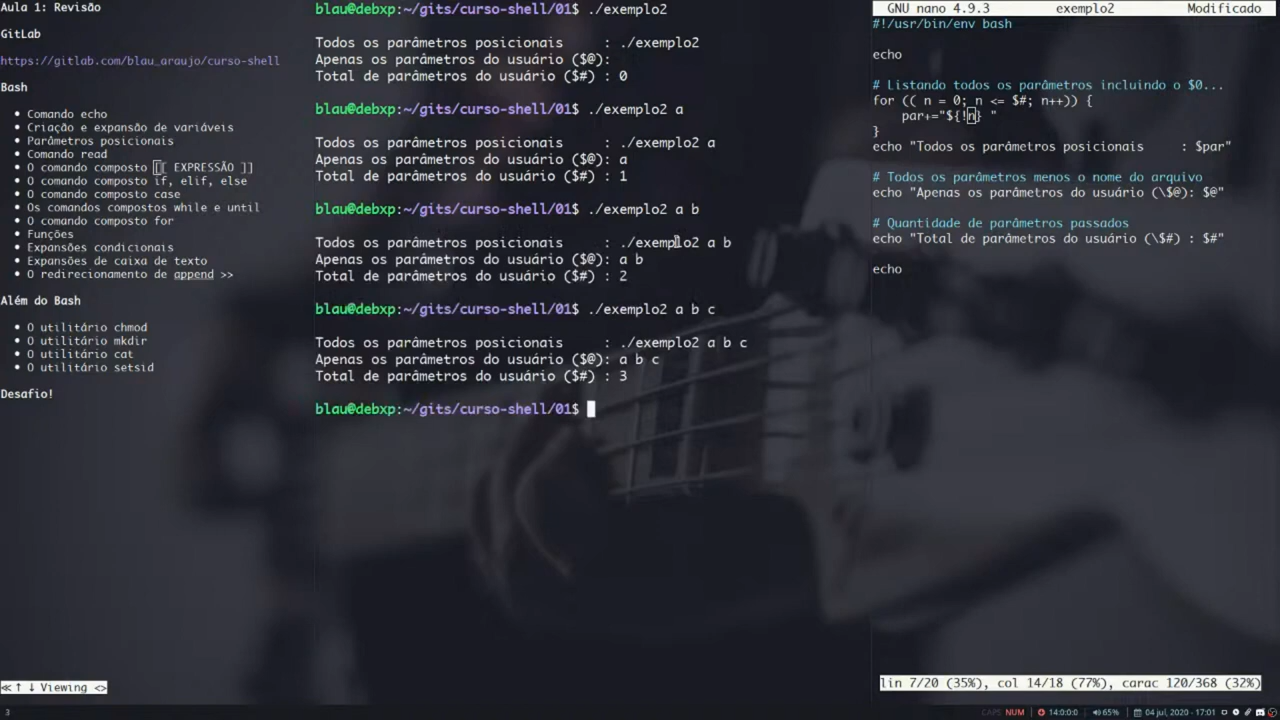 Aula 1: Revisão
GitLab
https://gitlab.com/blau_araujo/curso-shell
Bash
• Comando echo
• Criação e expansão de variáveis
• Parâmetros posicionais
• Comando read
• O comando composto [[ EXPRESSÃO ]]
• O comando composto if, elif, else
• O comando composto case
• Os comandos compostos while e until
• O comando composto for
• Funções
• Expansões condicionais
• Expansões de caixa de texto
• O redirecionamento de append >>
Além do Bash
• O utilitário chmod
• O utilitário mkdir
• O utilitário cat
• O utilitário setsid
Desafio!
≪↑ ↓ Viewing <>
blau@debxp:~/gits/curso-shell/01$ ./exemplo2
Todos os parâmetros posicionais     : ./exemplo2
Apenas os parâmetros do usuário ($@):
Total de parâmetros do usuário ($#) : 0
blau@debxp:~/gits/curso-shell/01$ ./exemplo2 a
Todos os parâmetros posicionais     : ./exemplo2 a
Apenas os parâmetros do usuário ($@): a
Total de parâmetros do usuário ($#) : 1
blau@debxp:~/gits/curso-shell/01$ ./exemplo2 a b
Todos os parâmetros posicionais     : ./exemplo2 a b
Apenas os parâmetros do usuário ($@): a b
Total de parâmetros do usuário ($#) : 2
blau@debxp:~/gits/curso-shell/01$ ./exemplo2 a b c
Todos os parâmetros posicionais     : ./exemplo2 a b c
Apenas os parâmetros do usuário ($@): a b c
Total de parâmetros do usuário ($#) : 3
blau@debxp:~/gits/curso-shell/01$
GNU nano 4.9.3 exemplo2 Modificado
#!/usr/bin/env bash
echo
# Listando todos os parâmetros incluindo o $0...
for (( n = 0; n <= $#; n++)) {
    par+="${!n} "
}
echo "Todos os parâmetros posicionais     : $par"
# Todos os parâmetros menos o nome do arquivo
echo "Apenas os parâmetros do usuário (\$@): $@"
# Quantidade de parâmetros passados
echo "Total de parâmetros do usuário (\$#) : $#"
echo
lin 7/20 (35%), col 14/18 (77%), carac 120/368 (32%)
3
CAPS NUM 14:0:0:0 65% 04 jul, 2020 - 17:01